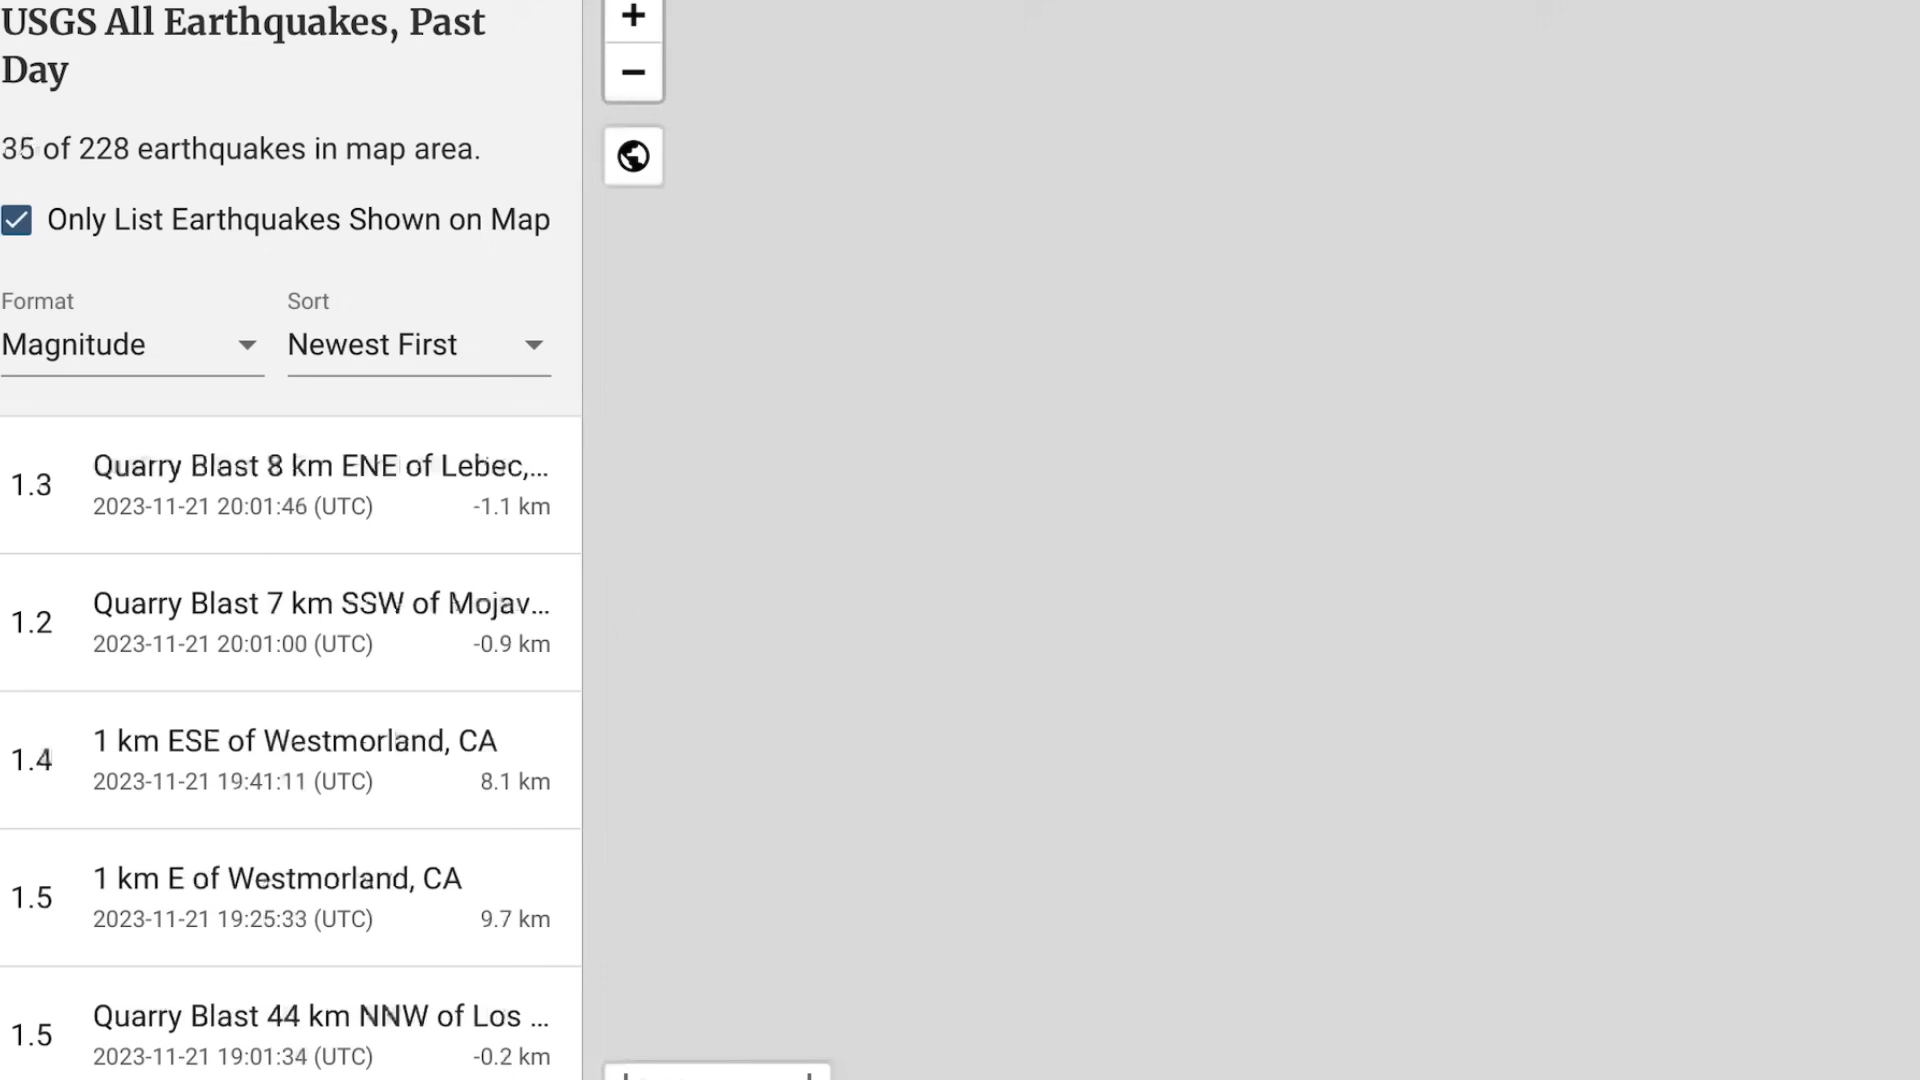 USGS All Earthquakes, Past
Day
35 of 228 earthquakes in map area.
Only List Earthquakes Shown on Map
Format Sort
Magnitude Newest First
1.3 Quarry Blast 8 km ENE of Lebec,...
2023-11-21 20:01:46 (UTC) -1.1 km
1.2 Quarry Blast 7 km SSW of Mojav...
2023-11-21 20:01:00 (UTC) -0.9 km
1.4 1 km ESE of Westmorland, CA
2023-11-21 19:41:11 (UTC) 8.1 km
1.5 1 km E of Westmorland, CA
2023-11-21 19:25:33 (UTC) 9.7 km
1.5 Quarry Blast 44 km NNW of Los ...
2023-11-21 19:01:34 (UTC) -0.2 km